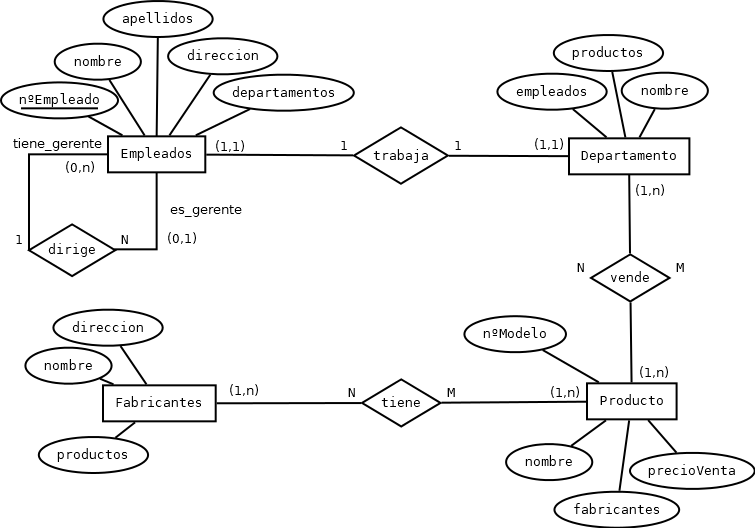 apellidos
nombre
direccion
nºEmpleado
departamentos
productos
empleados
nombre
tiene_gerente
Empleados
(1,1)
1
trabaja
1
(1,1)
Departamento
(0,n)
(1,n)
es_gerente
1
dirige
N
(0,1)
N
vende
M
direccion
nombre
nºModelo
Fabricantes
(1,n)
N
tiene
M
(1,n)
(1,n)
Producto
productos
nombre
precioVenta
fabricantes